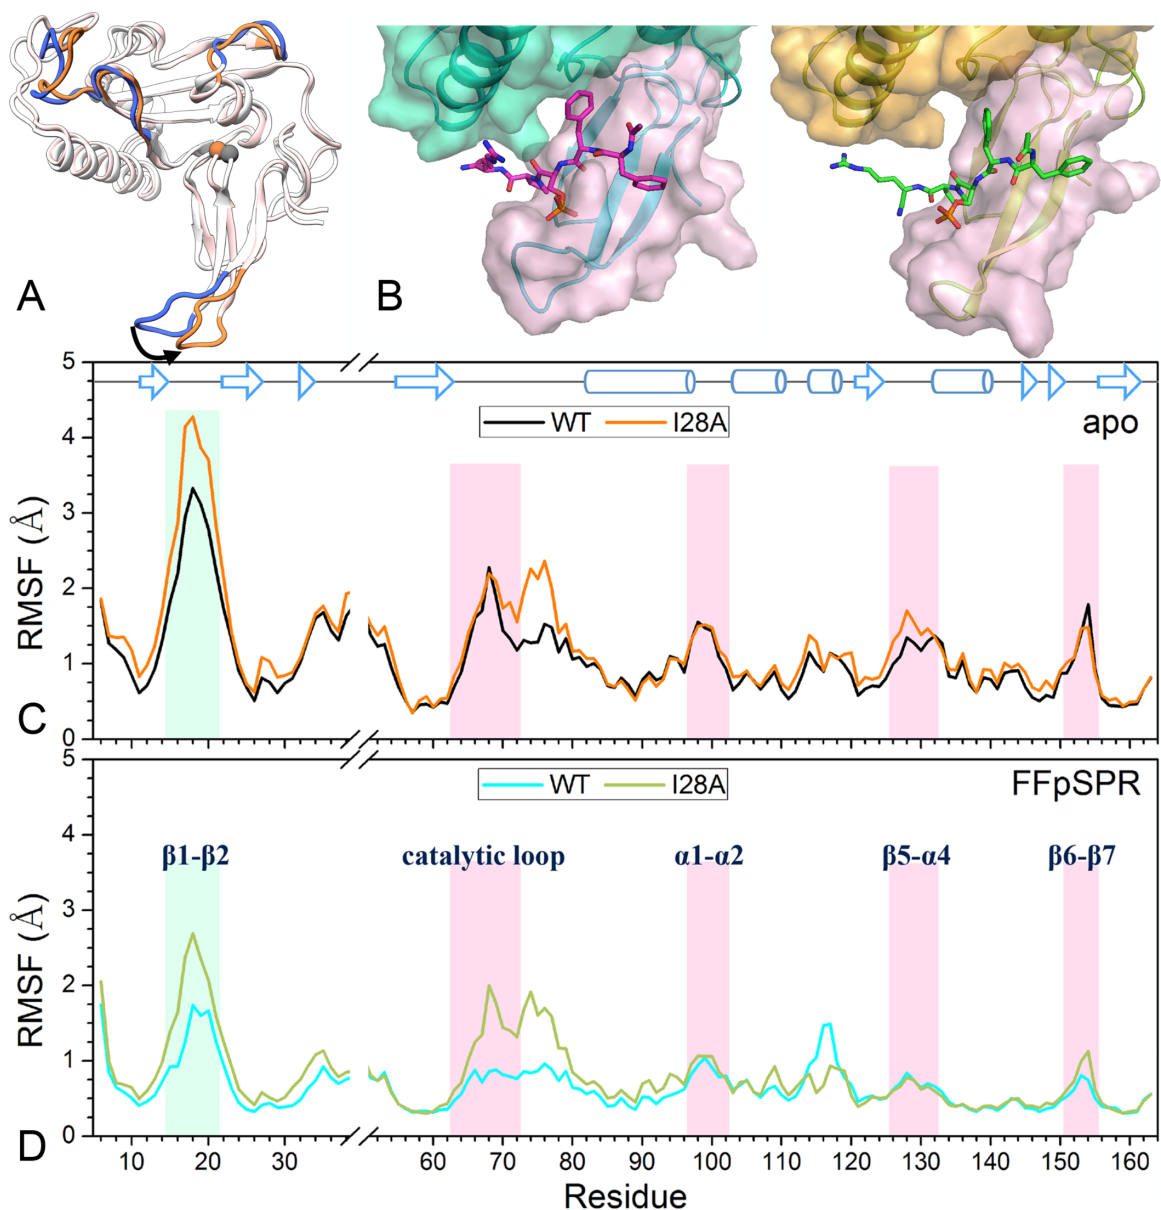 A
B
5
4
3
2
1
0
RMSF (Å)
WT
I28A
apo
C
5
4
3
2
1
0
RMSF (Å)
WT
I28A
FFpSPR
β1-β2
catalytic loop
α1-α2
β5-α4
β6-β7
D
10 20 30 60 70 80 90 100 110 120 130 140 150 160
Residue